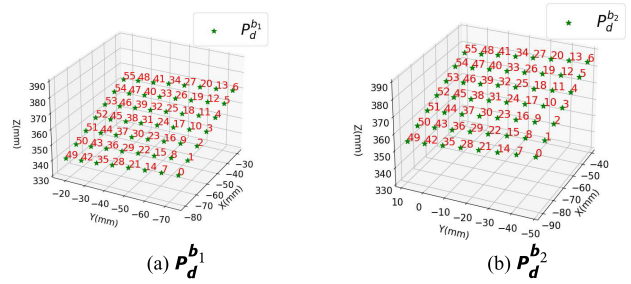 P_d^{b_1}
390
380
370
360
350
340
330
Z(mm)
55 48 41 34 27 20 13 6
54 47 40 33 26 19 12 5
53 46 39 32 25 18 11 4
52 45 38 31 24 17 10 3
51 44 37 30 23 16 9 2
50 43 36 29 22 15 8 1
49 42 35 28 21 14 7 0
−20 −30 −40 −50 −60 −70
Y(mm)
−80 −70 −60 −50 −40 −30
X(mm)
(a) P_d^{b_1}
P_d^{b_2}
390
380
370
360
350
330
Z(mm)
55 48 41 34 27 20 13 6
54 47 40 33 26 19 12 5
53 46 39 32 25 18 11 4
52 45 38 31 24 17 10 3
51 44 37 30 23 16 9 2
50 43 36 29 22 15 8 1
49 42 35 28 21 14 7 0
10 0 −10 −20 −30 −40 −50
Y(mm)
−90 −80 −70 −60 −50 −40
X(mm)
(b) P_d^{b_2}